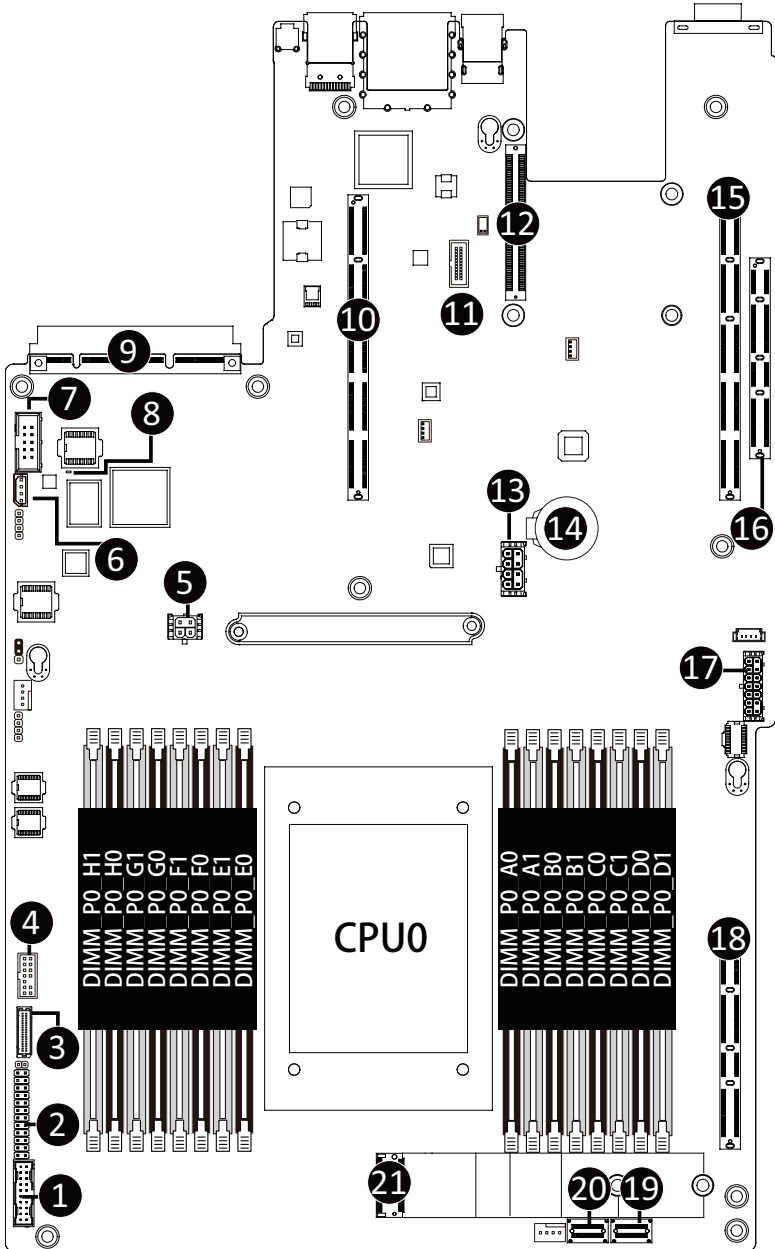 15
12
10
11
9
7
8
13
14
16
6
5
17
DIMM_P0_H1
DIMM_P0_H0
DIMM_P0_G1
DIMM_P0_G0
DIMM_P0_F1
DIMM_P0_F0
DIMM_P0_E1
DIMM_P0_E0
CPU0
DIMM_P0_A0
DIMM_P0_A1
DIMM_P0_B0
DIMM_P0_B1
DIMM_P0_C0
DIMM_P0_C1
DIMM_P0_D0
DIMM_P0_D1
4
18
3
2
1
21
20
19